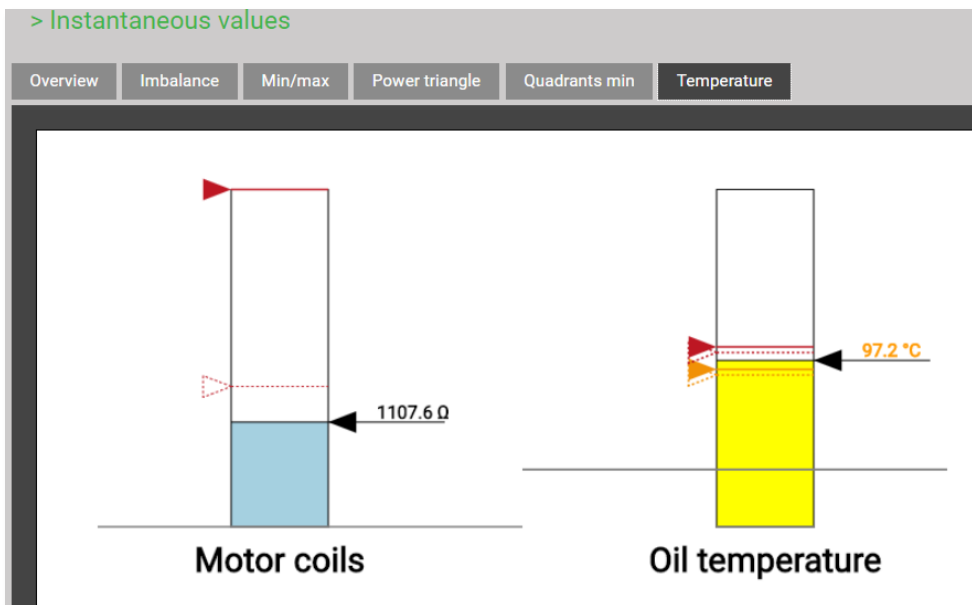 > Instantaneous values
Overview Imbalance Min/max Power triangle Quadrants min Temperature
1107.6 Ω
97.2 °C
Motor coils
Oil temperature